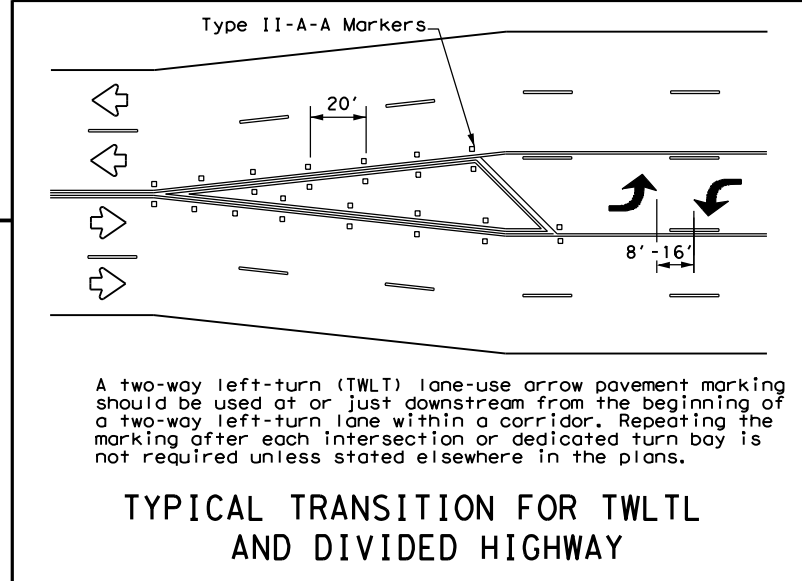 Type II-A-A Markers
20'
8'-16'
A two-way left-turn (TWLT) lane-use arrow pavement marking
should be used at or just downstream from the beginning of
a two-way left-turn lane within a corridor. Repeating the
marking after each intersection or dedicated turn bay is
not required unless stated elsewhere in the plans.
TYPICAL TRANSITION FOR TWLTL
AND DIVIDED HIGHWAY